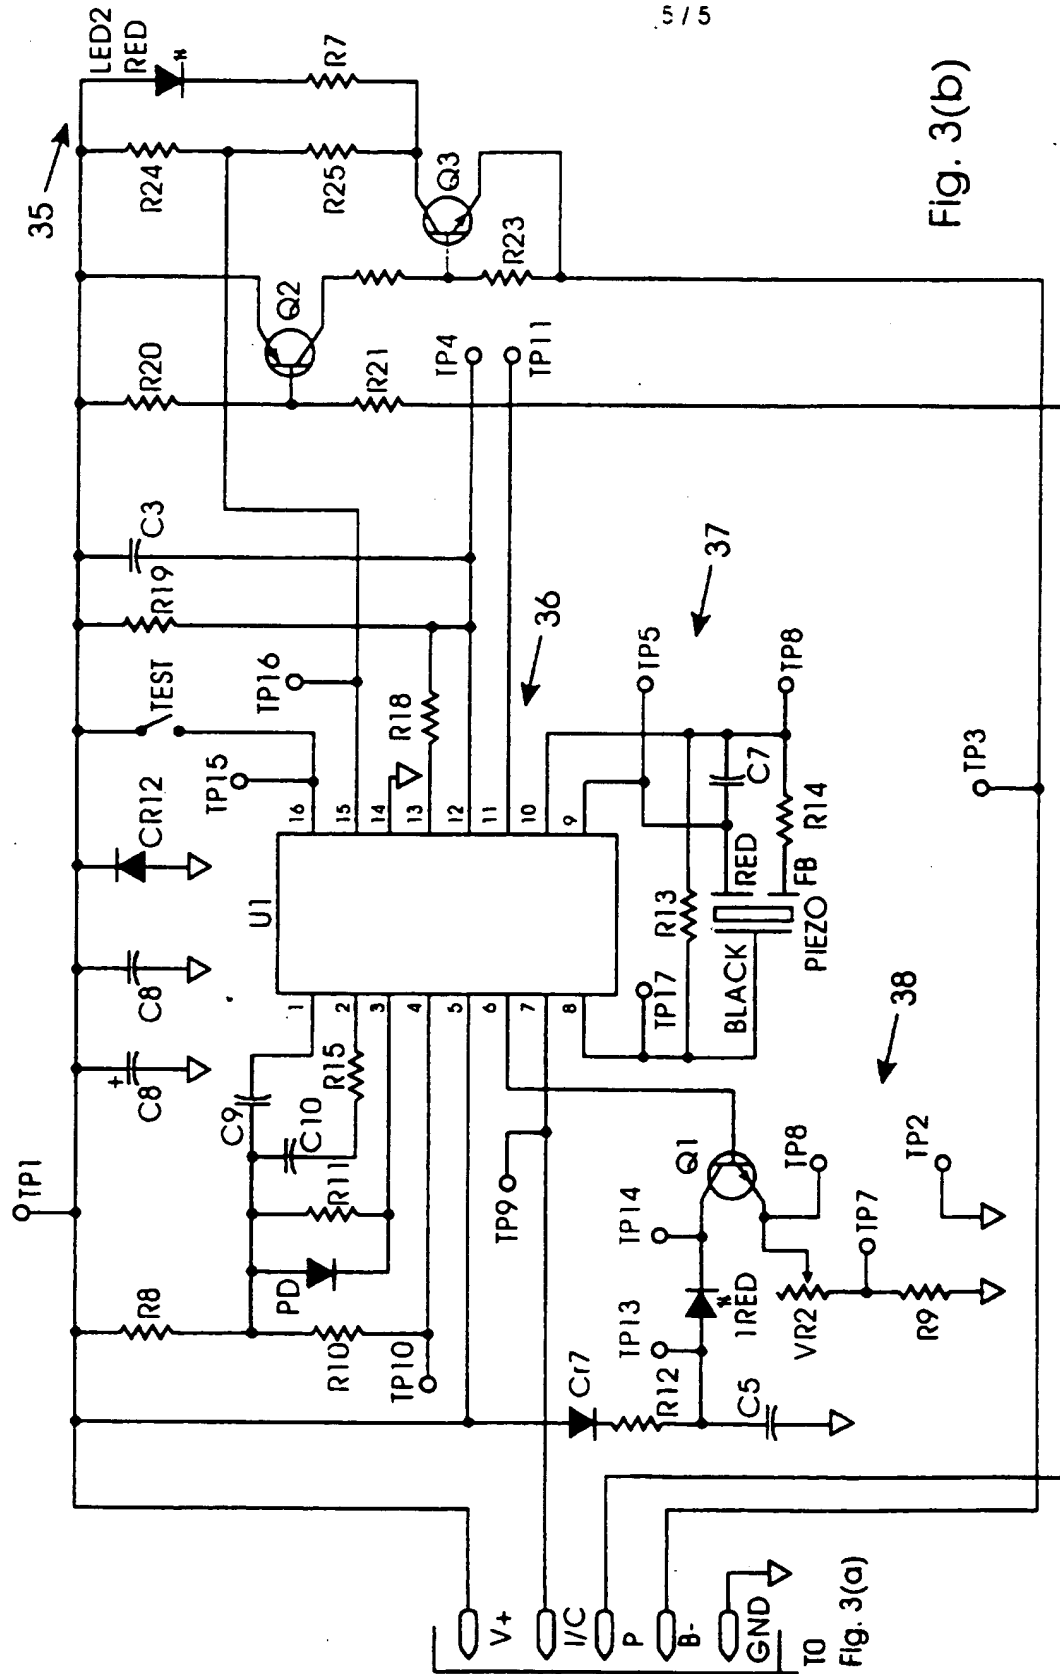 5/5
TP1
35
LED2
RED
R8
C8
C8
CR12
TEST
R19
C3
R20
R24
R7
R25
Q2
Q3
R23
R21
TP4
TP11
TP15
TP16
R18
C9
C10
R15
R11
PD
R10
TP10
U1
1
2
3
4
5
6
7
8
16
15
14
13
12
11
10
9
36
37
TP5
TP8
C7
R14
R13
RED
FB
BLACK
PIEZO
TP17
TP9
Cr7
R12
TP13
TP14
1RED
Q1
C5
VR2
TP8
TP7
R9
TP2
38
TP3
V+
I/C
P
B-
GND
TO
Fig. 3(a)
Fig. 3(b)